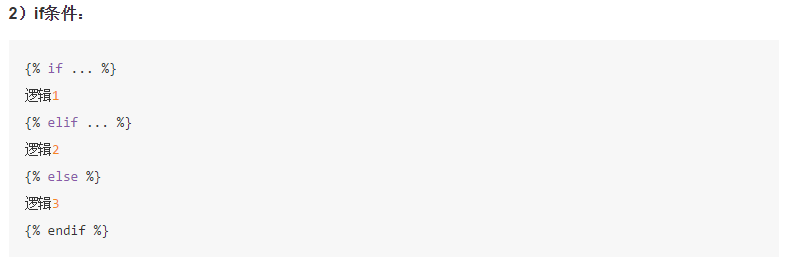 2）if条件：
{% if ... %}
逻辑1
{% elif ... %}
逻辑2
{% else %}
逻辑3
{% endif %}